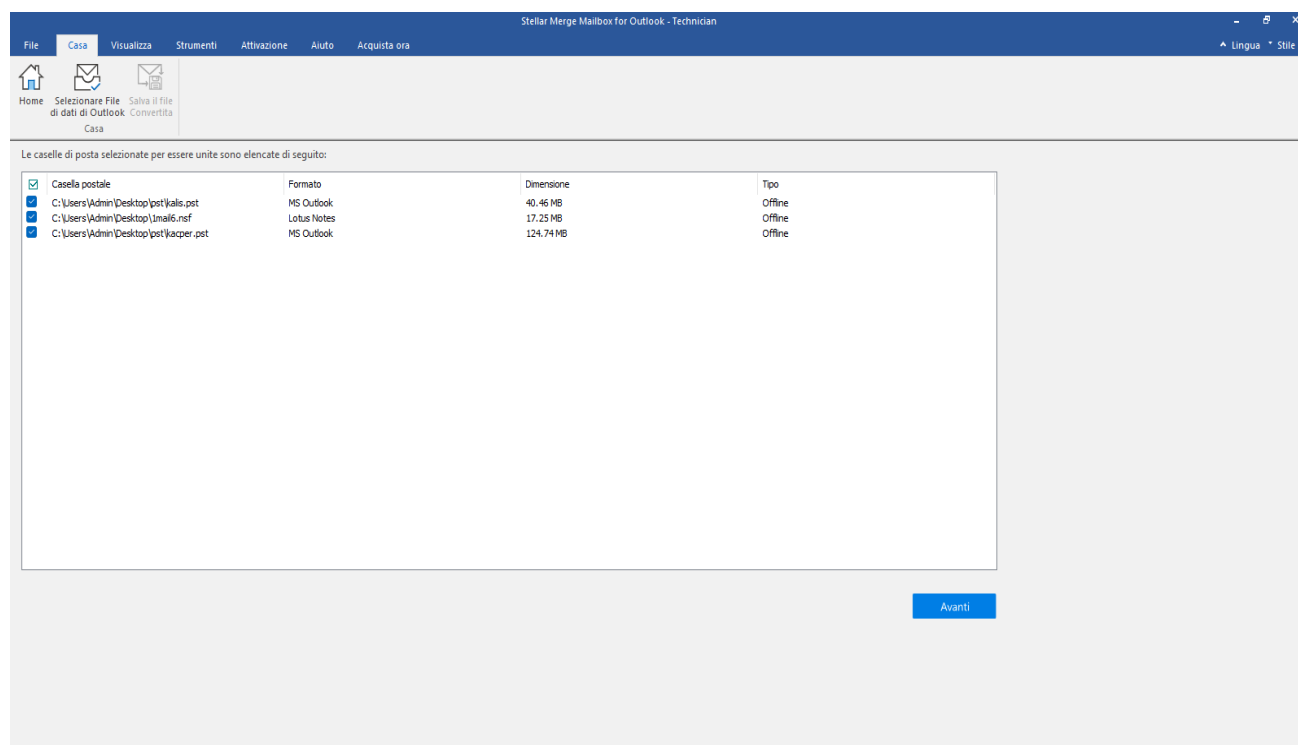 Stellar Merge Mailbox for Outlook - Technician
File Casa Visualizza Strumenti Attivazione Aiuto Acquista ora Lingua Stile
Home Selezionare File Salva il file
di dati di Outlook Convertita
Casa
Le caselle di posta selezionate per essere unite sono elencate di seguito:
Casella postale Formato Dimensione Tipo
C:\Users\Admin\Desktop\pst\kalis.pst MS Outlook 40.46 MB Offline
C:\Users\Admin\Desktop\1mail6.nsf Lotus Notes 17.25 MB Offline
C:\Users\Admin\Desktop\pst\kacper.pst MS Outlook 124.74 MB Offline
Avanti